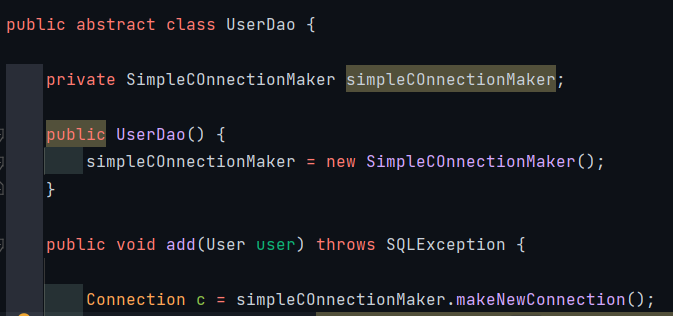 public abstract class UserDao {
private SimpleCOnnectionMaker simpleCOnnectionMaker;
public UserDao() {
simpleCOnnectionMaker = new SimpleCOnnectionMaker();
}
public void add(User user) throws SQLException {
Connection c = simpleCOnnectionMaker.makeNewConnection();